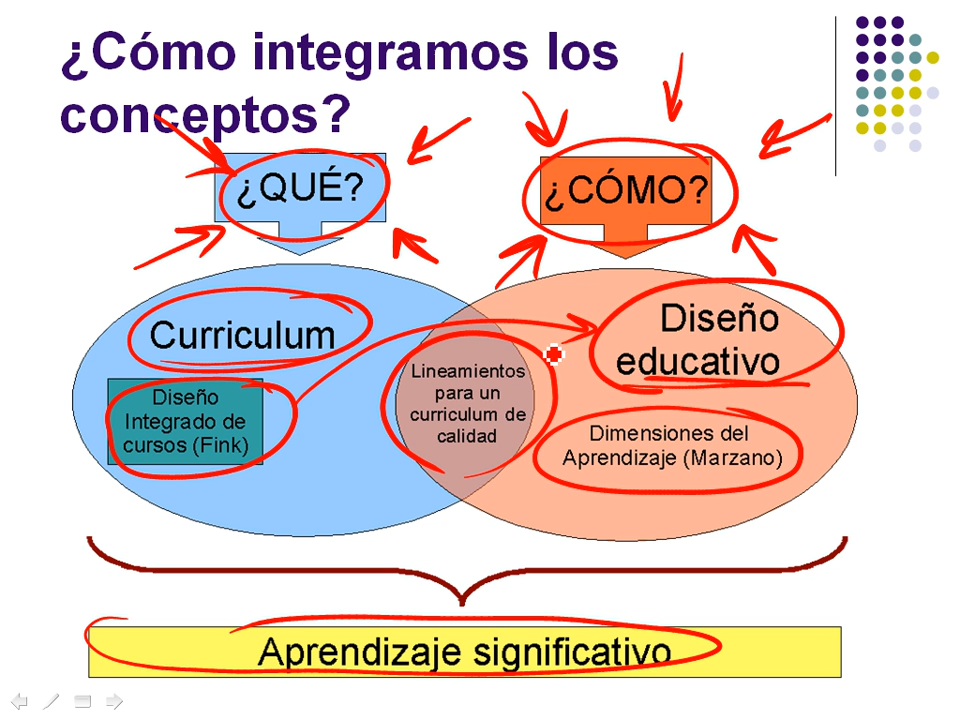 ¿Cómo integramos los
conceptos?
¿QUÉ?
¿CÓMO?
Curriculum
Diseño
Integrado de
cursos (Fink)
Lineamientos
para un
curriculum de
calidad
Diseño
educativo
Dimensiones del
Aprendizaje (Marzano)
Aprendizaje significativo